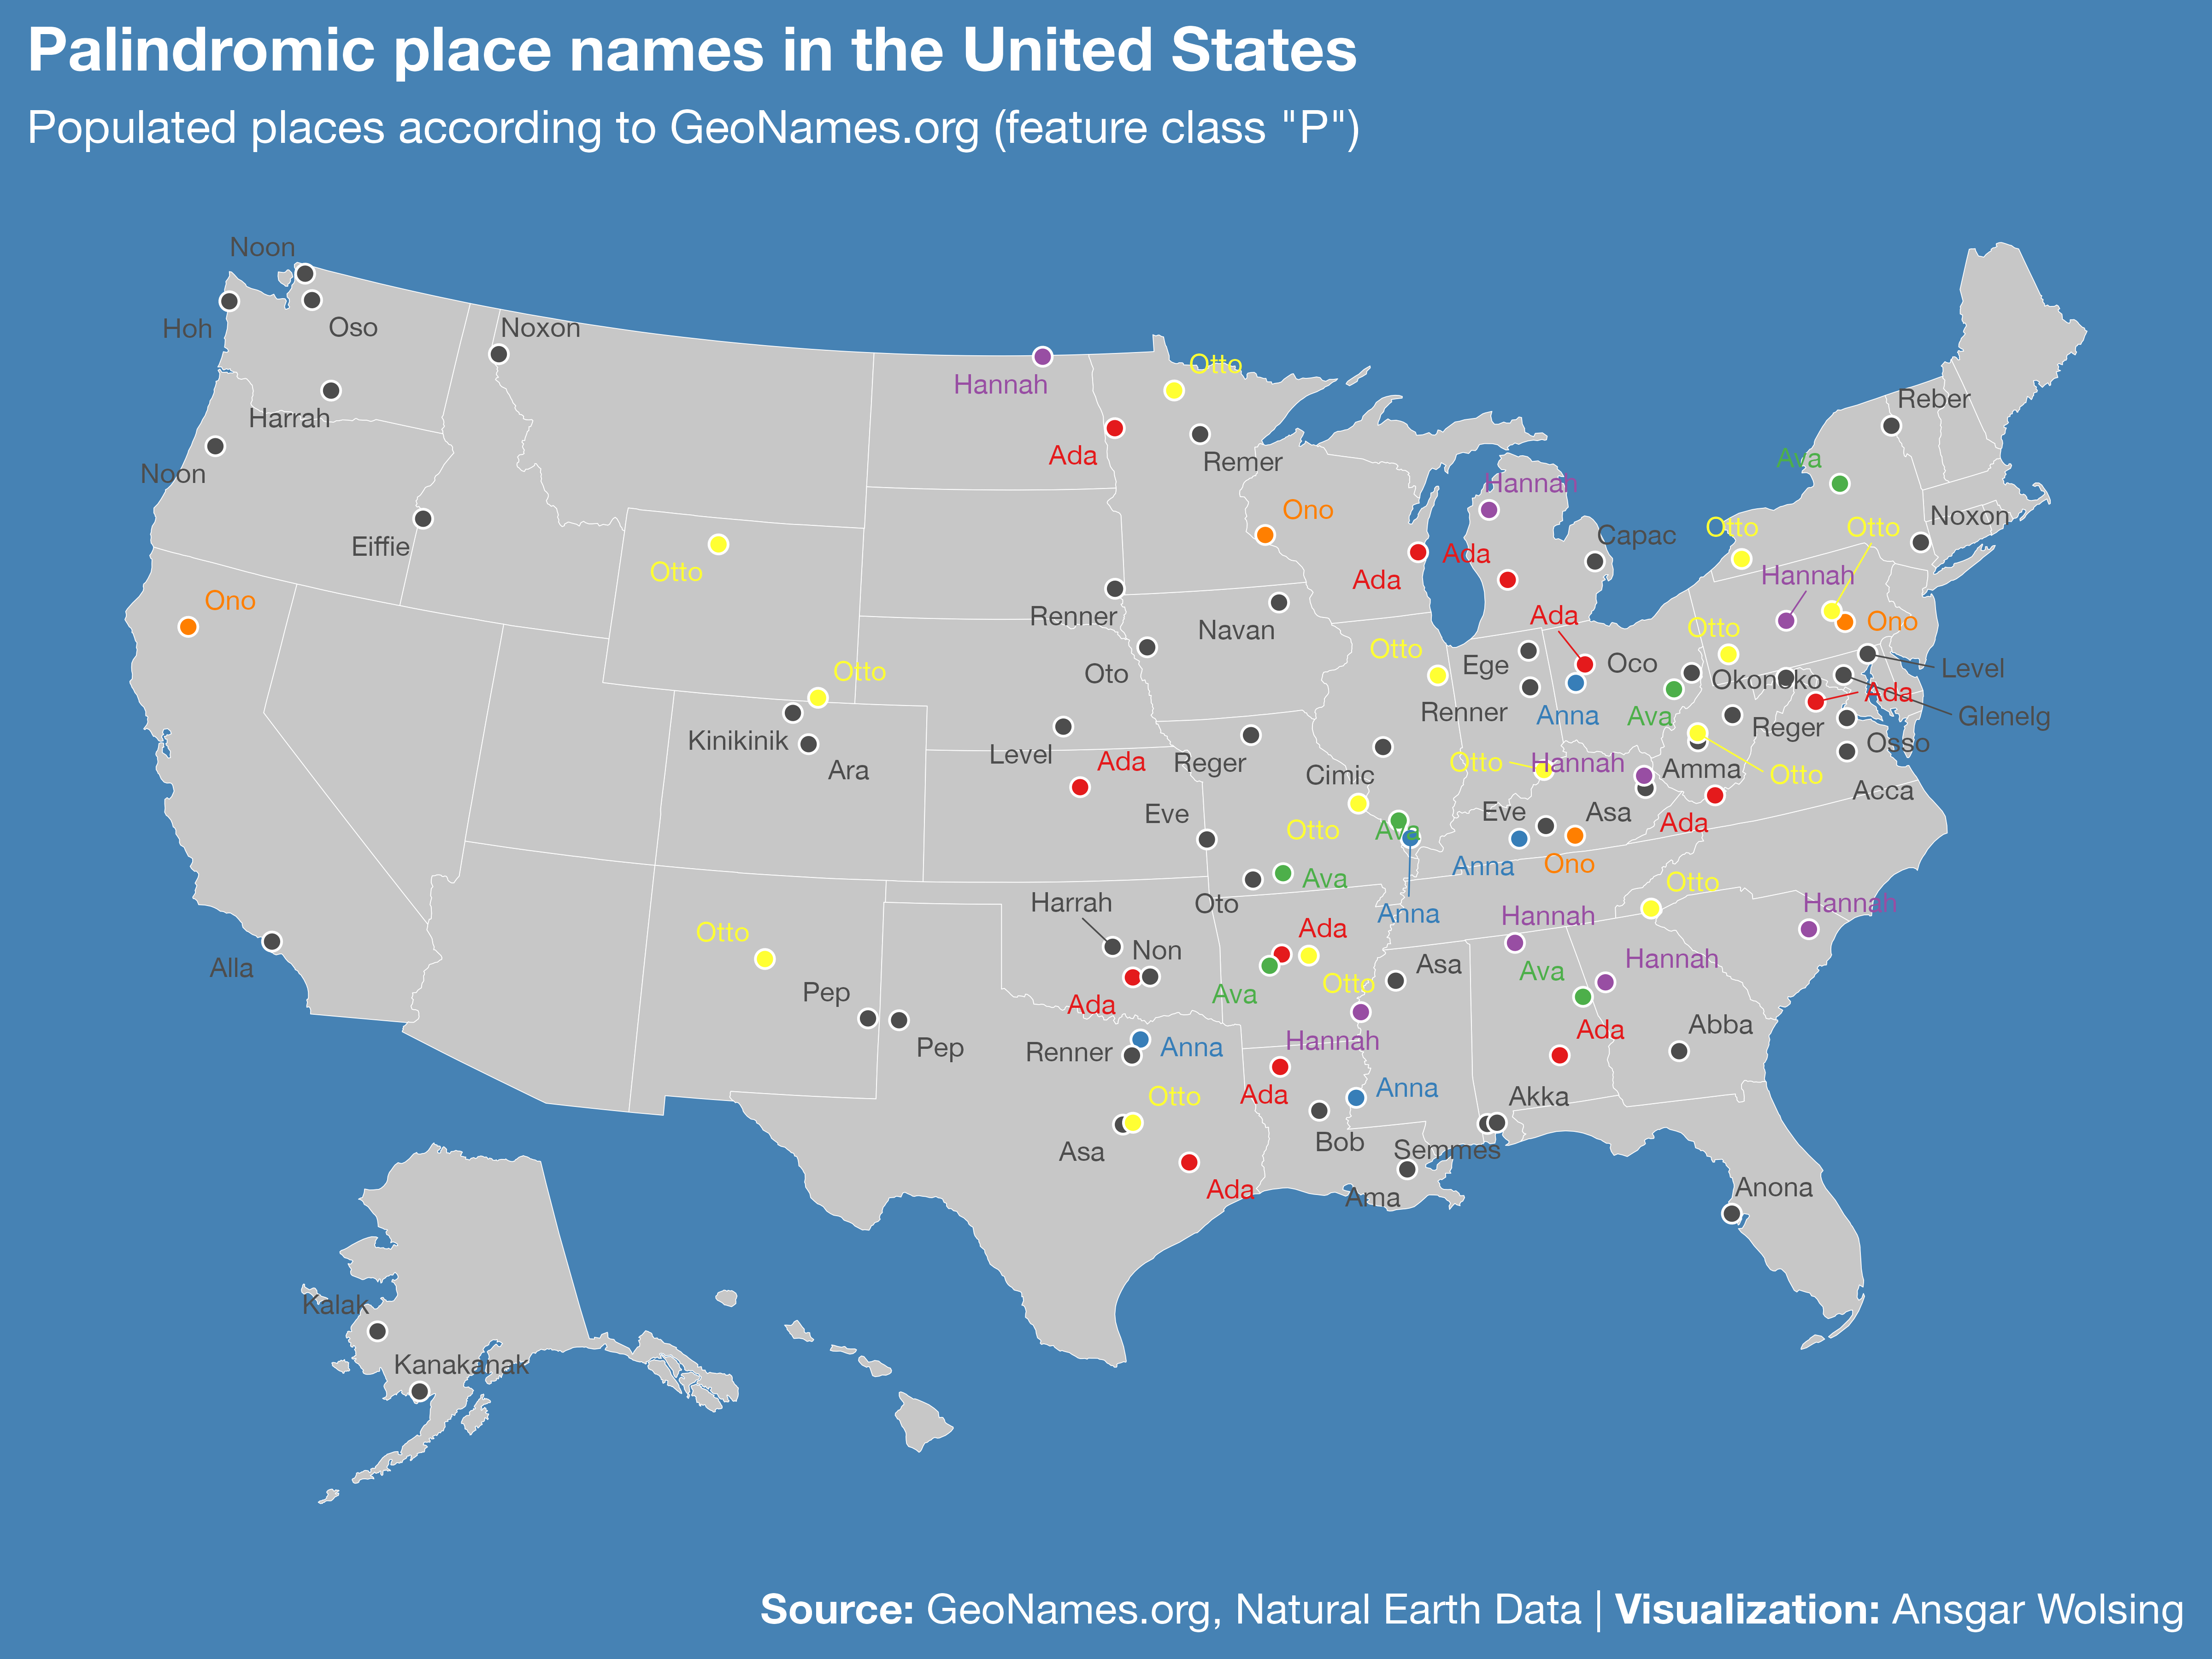 Palindromic place names in the United States
Populated places according to GeoNames.org (feature class "P")
Noon
Hoh
Oso
Noxon
Harrah
Noon
Eiffie
Ono
Alla
Hannah
Otto
Ada
Remer
Otto
Ono
Hannah
Capac
Ada
Ada
Reber
Ava
Noxon
Otto
Otto
Hannah
Ono
Otto
Level
Glenelg
Ada
Okonoko
Reger
Osso
Acca
Renner
Navan
Oto
Otto
Ege
Ada
Oco
Renner
Anna
Ava
Otto
Kinikinik
Ara
Level
Ada
Reger
Cimic
Otto
Hannah
Amma
Otto
Eve
Otto
Ava
Eve
Asa
Ada
Anna
Ono
Oto
Ava
Anna
Otto
Harrah
Non
Ada
Hannah
Hannah
Otto
Pep
Pep
Ada
Ava
Otto
Asa
Ava
Hannah
Renner
Anna
Hannah
Ada
Abba
Otto
Asa
Ada
Ada
Anna
Akka
Bob
Semmes
Ama
Anona
Kalak
Kanakanak
Source: GeoNames.org, Natural Earth Data | Visualization: Ansgar Wolsing